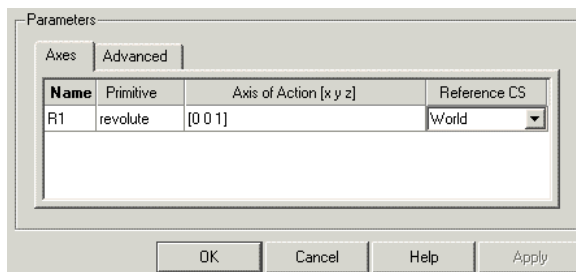 Parameters
Axes Advanced
Name Primitive Axis of Action [x y z] Reference CS
R1 revolute [0 0 1] World
OK Cancel Help Apply